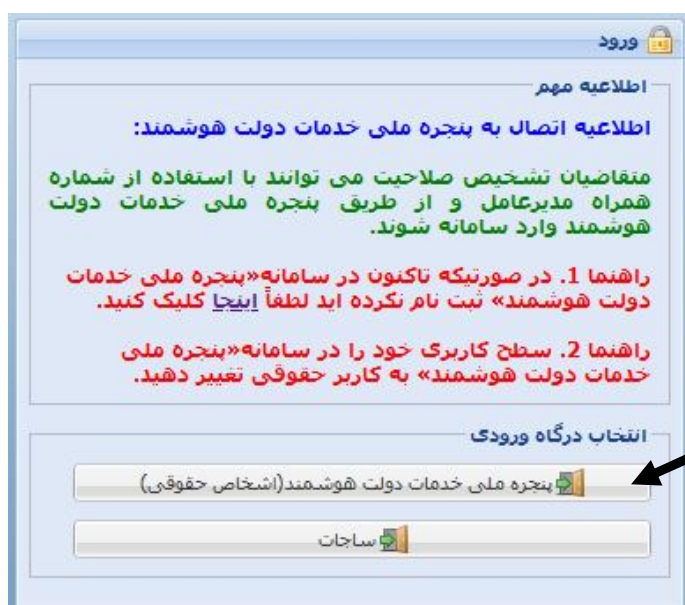 ورود
اطلاعیه مهم
اطلاعیه اتصال به پنجره ملی خدمات دولت هوشمند:
متقاضیان تشخیص صلاحیت می توانند با استفاده از شماره
همراه مدیرعامل و از طریق پنجره ملی خدمات دولت
هوشمند وارد سامانه شوند.
راهنما 1. در صورتیکه تاکنون در سامانه«پنجره ملی خدمات
دولت هوشمند» ثبت نام نکرده اید لطفاً اینجا کلیک کنید.
راهنما 2. سطح کاربری خود را در سامانه«پنجره ملی
خدمات دولت هوشمند» به کاربر حقوقی تغییر دهید.
انتخاب درگاه ورودی
پنجره ملی خدمات دولت هوشمند(اشخاص حقوقی)
ساجات